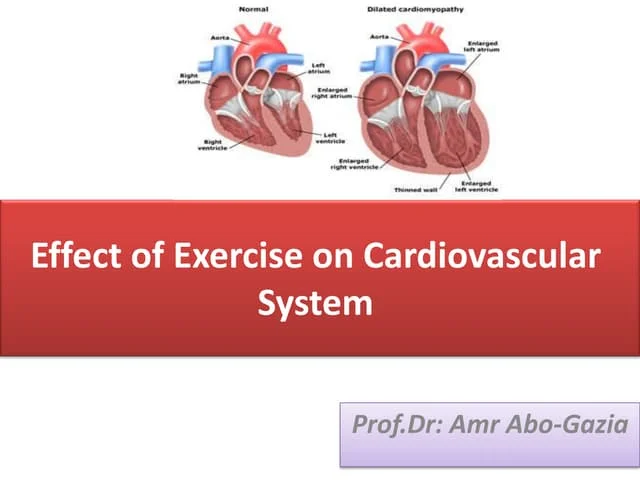 Normal
Aorta
Right
atrium
Left
atrium
Right
ventricle
Left
ventricle
Dilated cardiomyopathy
Aorta
Enlarged
left atrium
Enlarged
right atrium
Enlarged
right ventricle
Thinned wall
Enlarged
left ventricle
Effect of Exercise on Cardiovascular
System
Prof.Dr: Amr Abo-Gazia